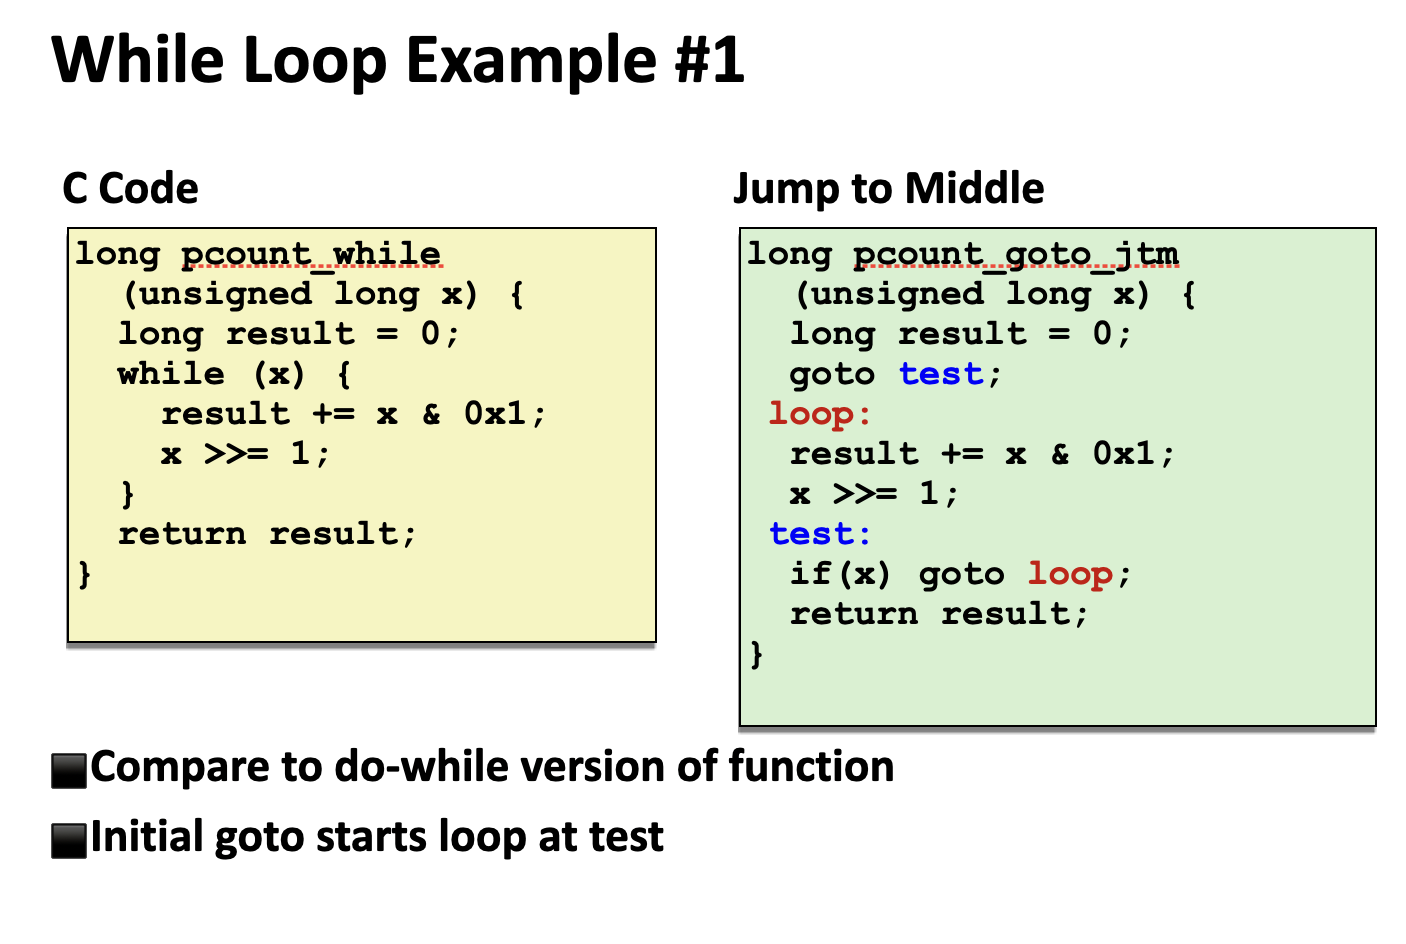 While Loop Example #1
C Code
long pcount_while
(unsigned long x) {
long result = 0;
while (x) {
result += x & 0x1;
x >>= 1;
}
return result;
}
Jump to Middle
long pcount_goto_jtm
(unsigned long x) {
long result = 0;
goto test;
loop:
result += x & 0x1;
x >>= 1;
test:
if(x) goto loop;
return result;
}
Compare to do-while version of function
Initial goto starts loop at test